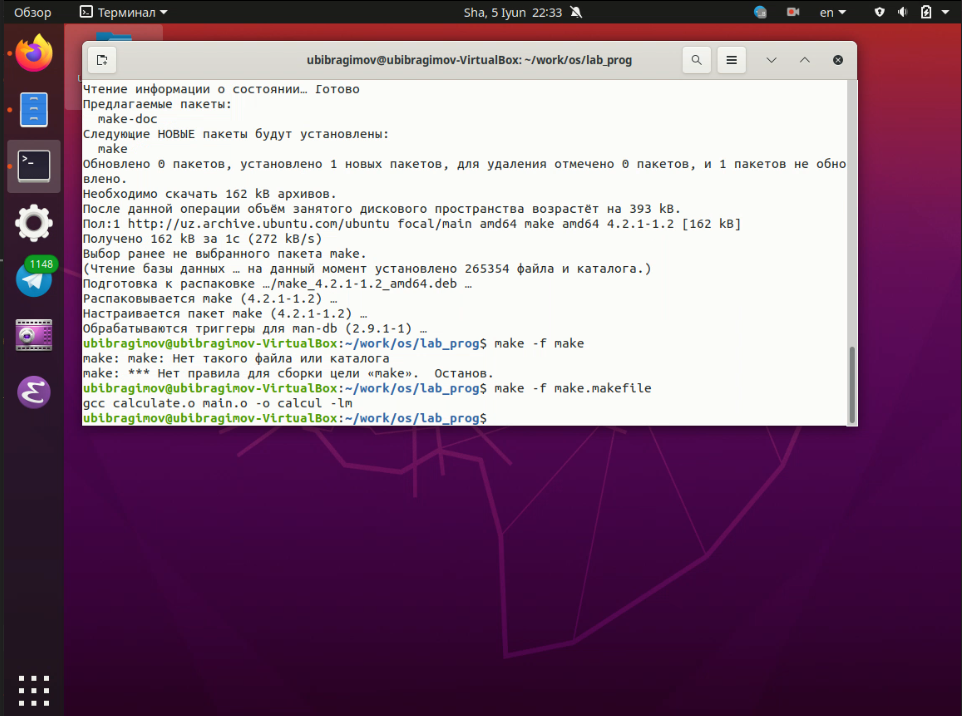 Обзор
Терминал
Sha, 5 Iyun 22:33
en
1148
ubibragimov@ubibragimov-VirtualBox: ~/work/os/lab_prog
Чтение информации о состоянии… Готово
Предлагаемые пакеты:
make-doc
Следующие НОВЫЕ пакеты будут установлены:
make
Обновлено 0 пакетов, установлено 1 новых пакетов, для удаления отмечено 0 пакетов, и 1 пакетов не обно
влено.
Необходимо скачать 162 kB архивов.
После данной операции объём занятого дискового пространства возрастёт на 393 kB.
Пол:1 http://uz.archive.ubuntu.com/ubuntu focal/main amd64 make amd64 4.2.1-1.2 [162 kB]
Получено 162 kB за 1с (272 kB/s)
Выбор ранее не выбранного пакета make.
(Чтение базы данных … на данный момент установлено 265354 файла и каталога.)
Подготовка к распаковке …/make_4.2.1-1.2_amd64.deb …
Распаковывается make (4.2.1-1.2) …
Настраивается пакет make (4.2.1-1.2) …
Обрабатываются триггеры для man-db (2.9.1-1) …
ubibragimov@ubibragimov-VirtualBox:~/work/os/lab_prog$ make -f make
make: make: Нет такого файла или каталога
make: *** Нет правила для сборки цели «make».  Останов.
ubibragimov@ubibragimov-VirtualBox:~/work/os/lab_prog$ make -f make.makefile
gcc calculate.o main.o -o calcul -lm
ubibragimov@ubibragimov-VirtualBox:~/work/os/lab_prog$